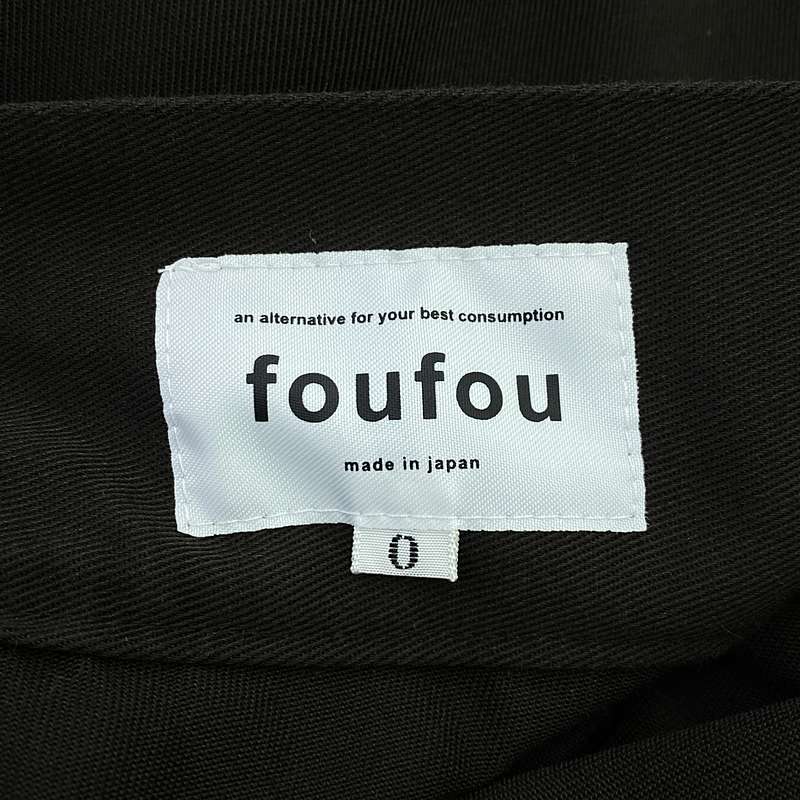 an alternative for your best consumption
foufou
made in japan
0